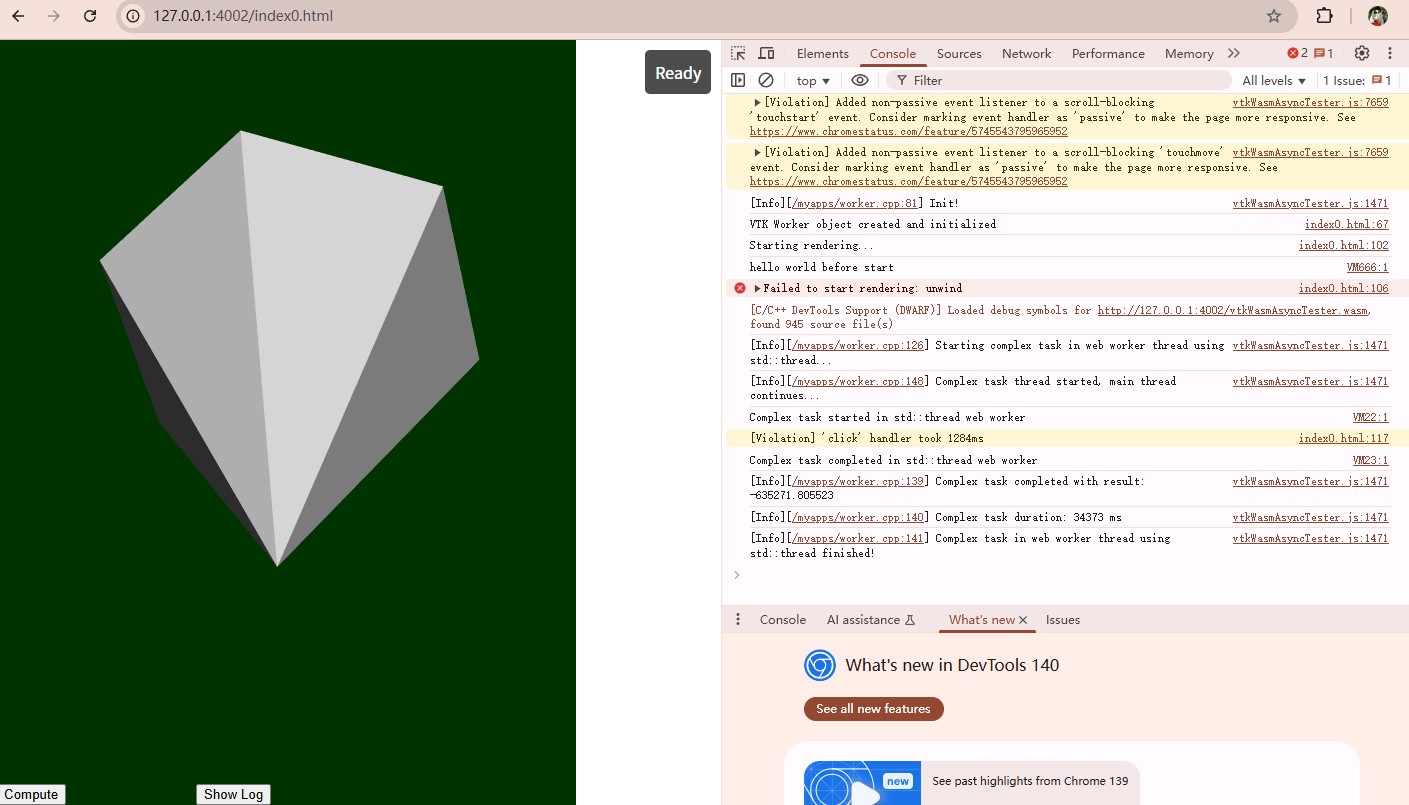 127.0.0.1:4002/index0.html
Ready
Compute
Show Log
Elements Console Sources Network Performance Memory 2 1
top Filter All levels 1 Issue: 1
[Violation] Added non-passive event listener to a scroll-blocking vtkWasmAsyncTester.js:7659
'touchstart' event. Consider marking event handler as 'passive' to make the page more responsive. See
https://www.chromestatus.com/feature/5745543795965952
[Violation] Added non-passive event listener to a scroll-blocking 'touchmove' vtkWasmAsyncTester.js:7659
event. Consider marking event handler as 'passive' to make the page more responsive. See
https://www.chromestatus.com/feature/5745543795965952
[Info][/myapps/worker.cpp:81] Init! vtkWasmAsyncTester.js:1471
VTK Worker object created and initialized index0.html:67
Starting rendering... index0.html:102
hello world before start VM666:1
Failed to start rendering: unwind index0.html:106
[C/C++ DevTools Support (DWARF)] Loaded debug symbols for http://127.0.0.1:4002/vtkWasmAsyncTester.wasm,
found 945 source file(s)
[Info][/myapps/worker.cpp:126] Starting complex task in web worker thread using vtkWasmAsyncTester.js:1471
std::thread...
[Info][/myapps/worker.cpp:148] Complex task thread started, main thread vtkWasmAsyncTester.js:1471
continues...
Complex task started in std::thread web worker VM22:1
[Violation] 'click' handler took 1284ms index0.html:117
Complex task completed in std::thread web worker VM23:1
[Info][/myapps/worker.cpp:139] Complex task completed with result: vtkWasmAsyncTester.js:1471
-635271.805523
[Info][/myapps/worker.cpp:140] Complex task duration: 34373 ms vtkWasmAsyncTester.js:1471
[Info][/myapps/worker.cpp:141] Complex task in web worker thread using vtkWasmAsyncTester.js:1471
std::thread finished!
Console AI assistance What's new Issues
What's new in DevTools 140
See all new features
new
See past highlights from Chrome 139